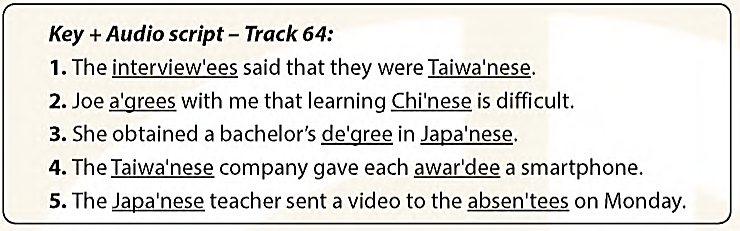 Key + Audio script – Track 64:
1. The interview'ees said that they were Taiwa'nese.
2. Joe a'grees with me that learning Chi'nese is difficult.
3. She obtained a bachelor's de'gree in Japa'nese.
4. The Taiwa'nese company gave each awar'dee a smartphone.
5. The Japa'nese teacher sent a video to the absen'tees on Monday.